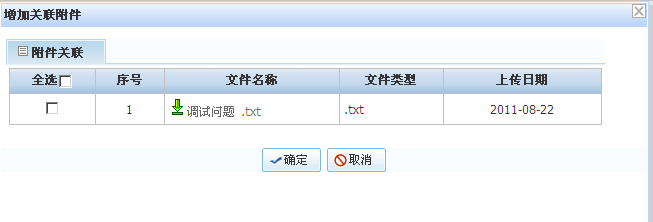 增加关联附件
附件关联
全选 序号 文件名称 文件类型 上传日期
1 调试问题 .txt .txt 2011-08-22
确定 取消